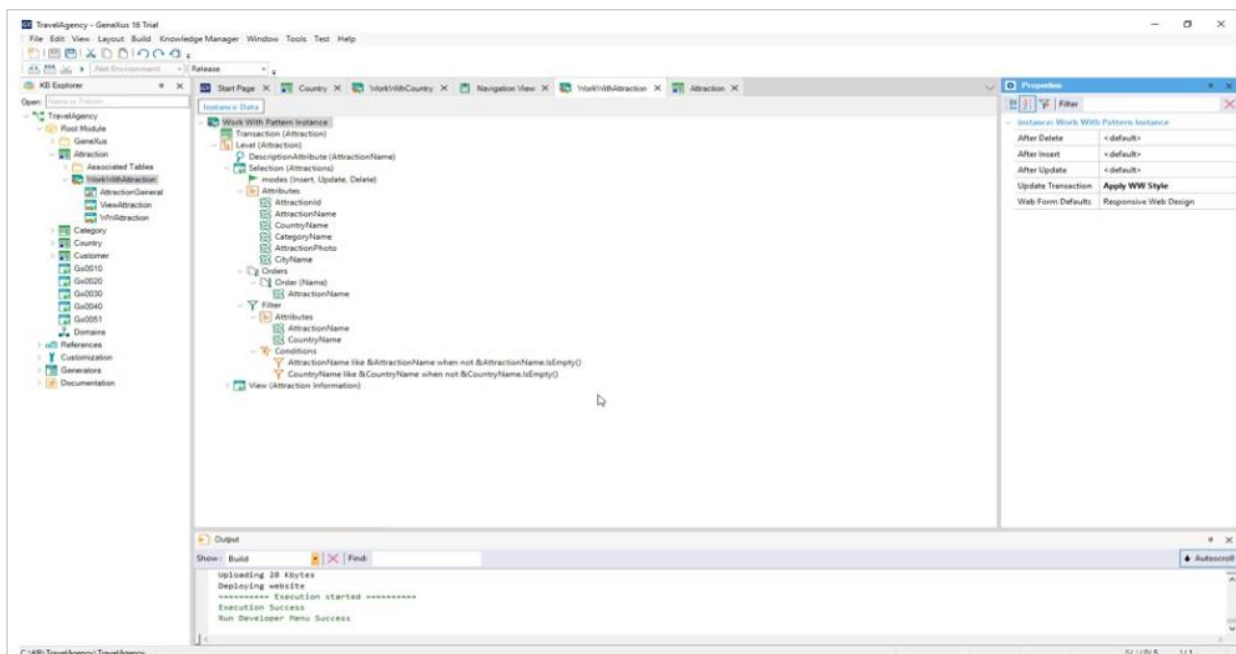 TravelAgency - GeneXus 16 Trial
File Edit View Layout Build Knowledge Manager Window Tools Test Help
.Net Environment Release
KB Explorer
Open: Name or Pattern ...
TravelAgency
Root Module
GeneXus
Attraction
Associated Tables
WorkWithAttraction
AttractionGeneral
ViewAttraction
WWAttraction
Category
Country
Customer
Gx0010
Gx0020
Gx0030
Gx0040
Gx0051
Domains
References
Customization
Generators
Documentation
Start Page Country WorkWithCountry Navigation View WorkWithAttraction Attraction
Instance Data
Work With Pattern Instance
Transaction (Attraction)
Level (Attraction)
DescriptionAttribute (AttractionName)
Selection (Attractions)
modes (Insert, Update, Delete)
Attributes
AttractionId
AttractionName
CountryName
CategoryName
AttractionPhoto
CityName
Orders
Order (Name)
AttractionName
Filter
Attributes
AttractionName
CountryName
Conditions
AttractionName like &AttractionName when not &AttractionName.IsEmpty()
CountryName like &CountryName when not &CountryName.IsEmpty()
View (Attraction Information)
Properties
Filter
Instance: Work With Pattern Instance
After Delete <default>
After Insert <default>
After Update <default>
Update Transaction Apply WW Style
Web Form Defaults Responsive Web Design
Output
Show: Build Find: Autoscroll
Uploading 28 Kbytes
Deploying website
========== Execution started ==========
Execution Success
Run Developer Menu Success